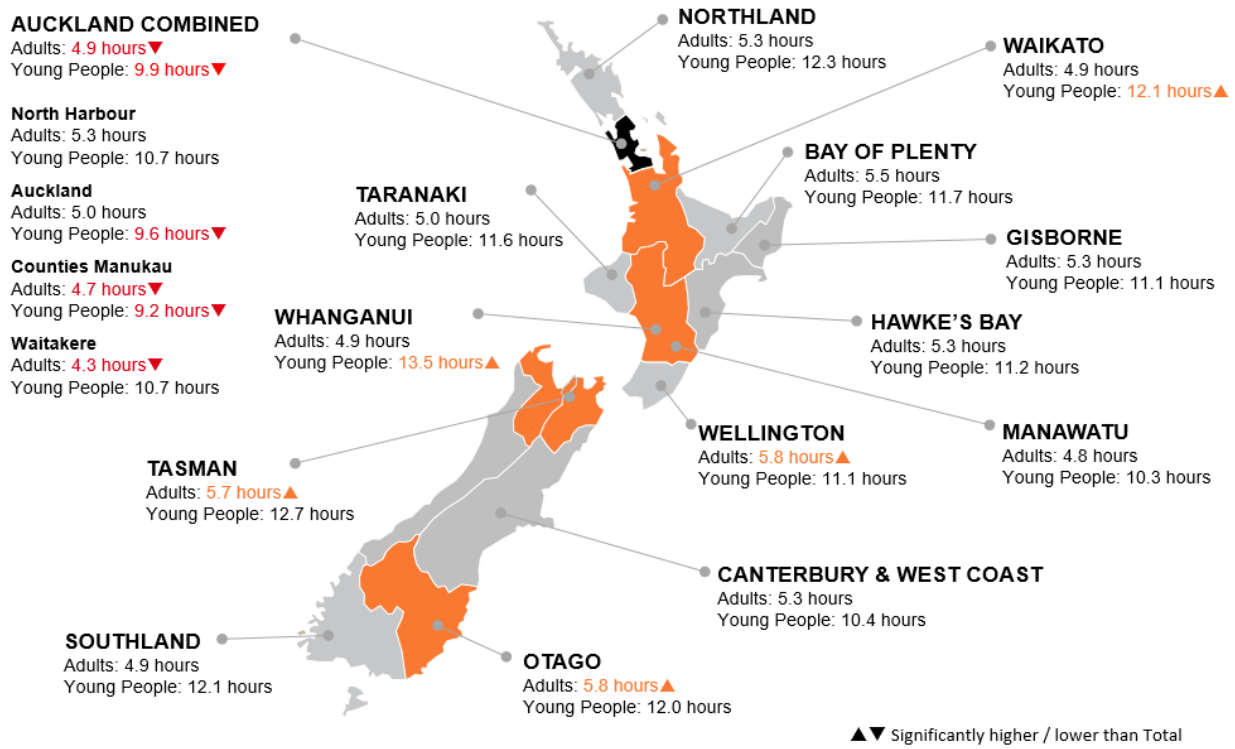 AUCKLAND COMBINED
Adults: 4.9 hours▼
Young People: 9.9 hours▼
North Harbour
Adults: 5.3 hours
Young People: 10.7 hours
Auckland
Adults: 5.0 hours
Young People: 9.6 hours▼
Counties Manukau
Adults: 4.7 hours▼
Young People: 9.2 hours▼
Waitakere
Adults: 4.3 hours▼
Young People: 10.7 hours
NORTHLAND
Adults: 5.3 hours
Young People: 12.3 hours
WAIKATO
Adults: 4.9 hours
Young People: 12.1 hours▲
BAY OF PLENTY
Adults: 5.5 hours
Young People: 11.7 hours
TARANAKI
Adults: 5.0 hours
Young People: 11.6 hours
GISBORNE
Adults: 5.3 hours
Young People: 11.1 hours
WHANGANUI
Adults: 4.9 hours
Young People: 13.5 hours▲
HAWKE'S BAY
Adults: 5.3 hours
Young People: 11.2 hours
WELLINGTON
Adults: 5.8 hours▲
Young People: 11.1 hours
MANAWATU
Adults: 4.8 hours
Young People: 10.3 hours
TASMAN
Adults: 5.7 hours▲
Young People: 12.7 hours
CANTERBURY & WEST COAST
Adults: 5.3 hours
Young People: 10.4 hours
SOUTHLAND
Adults: 4.9 hours
Young People: 12.1 hours
OTAGO
Adults: 5.8 hours▲
Young People: 12.0 hours
▲▼ Significantly higher / lower than Total